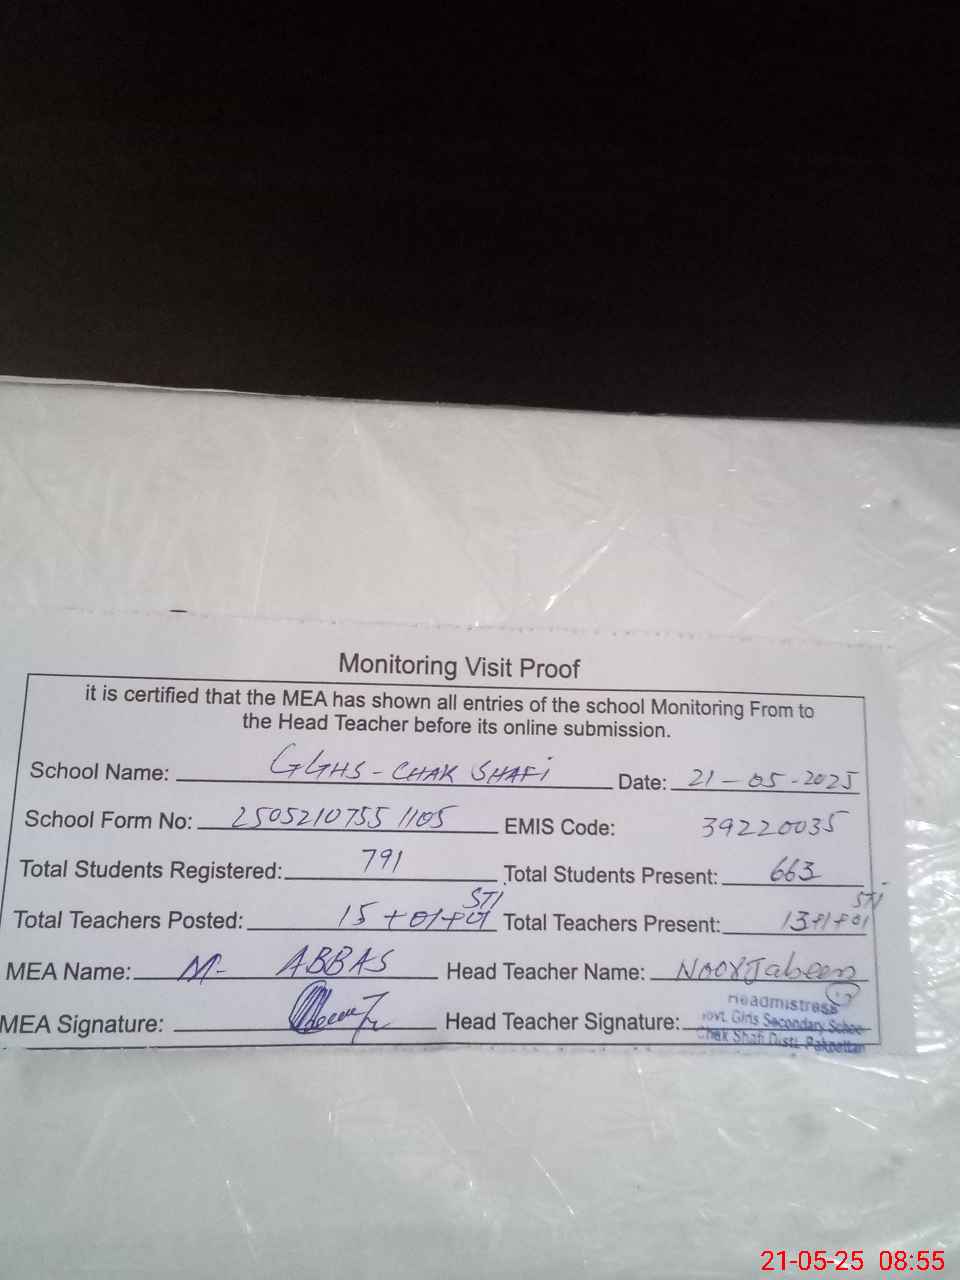 Monitoring Visit Proof
it is certified that the MEA has shown all entries of the school Monitoring From to
the Head Teacher before its online submission.
School Name: GGHS - CHAK SHAFi Date: 21-05-2025
School Form No: 25052107551105 EMIS Code: 39220035
Total Students Registered: 791 Total Students Present: 663
Total Teachers Posted: 15+01+01 STI Total Teachers Present: 13+1+01 STI
MEA Name: M- ABBAS Head Teacher Name: Noor Jabeen
MEA Signature: Head Teacher Signature:
Headmistress
Govt. Girls Secondary School
Chak Shafi Distt. Pakpattan
21-05-25 08:55